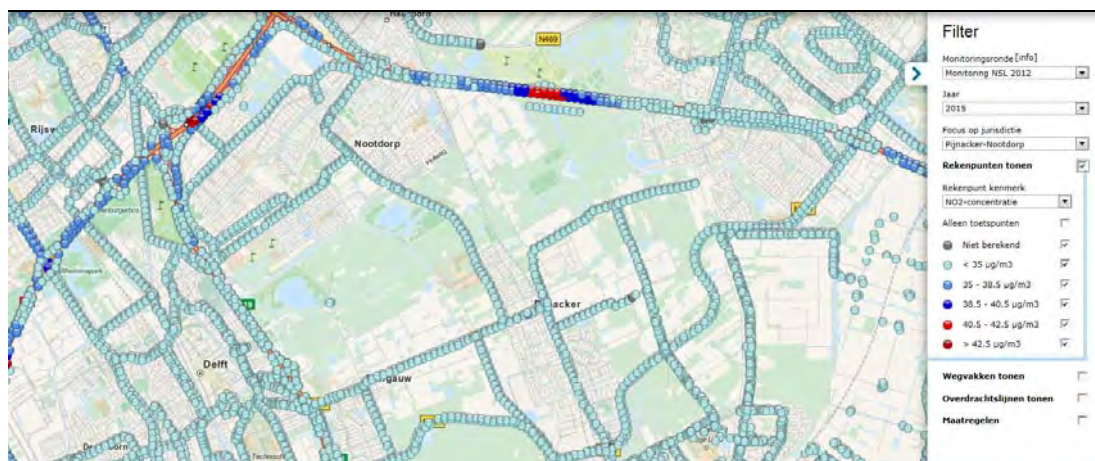 N469
Rijsw
Nootdorp
Delft
Filter
Monitoringsronde [info]
Monitoring NSL 2012
Jaar
2015
Focus op jurisdictie
Pijnacker-Nootdorp
Rekenpunten tonen
Rekenpunt kenmerk
NO2-concentratie
Alleen toetspunten
Niet berekend
< 35 µg/m3
35 - 38.5 µg/m3
38.5 - 40.5 µg/m3
40.5 - 42.5 µg/m3
> 42.5 µg/m3
Wegvakken tonen
Overdrachtslijnen tonen
Maatregelen